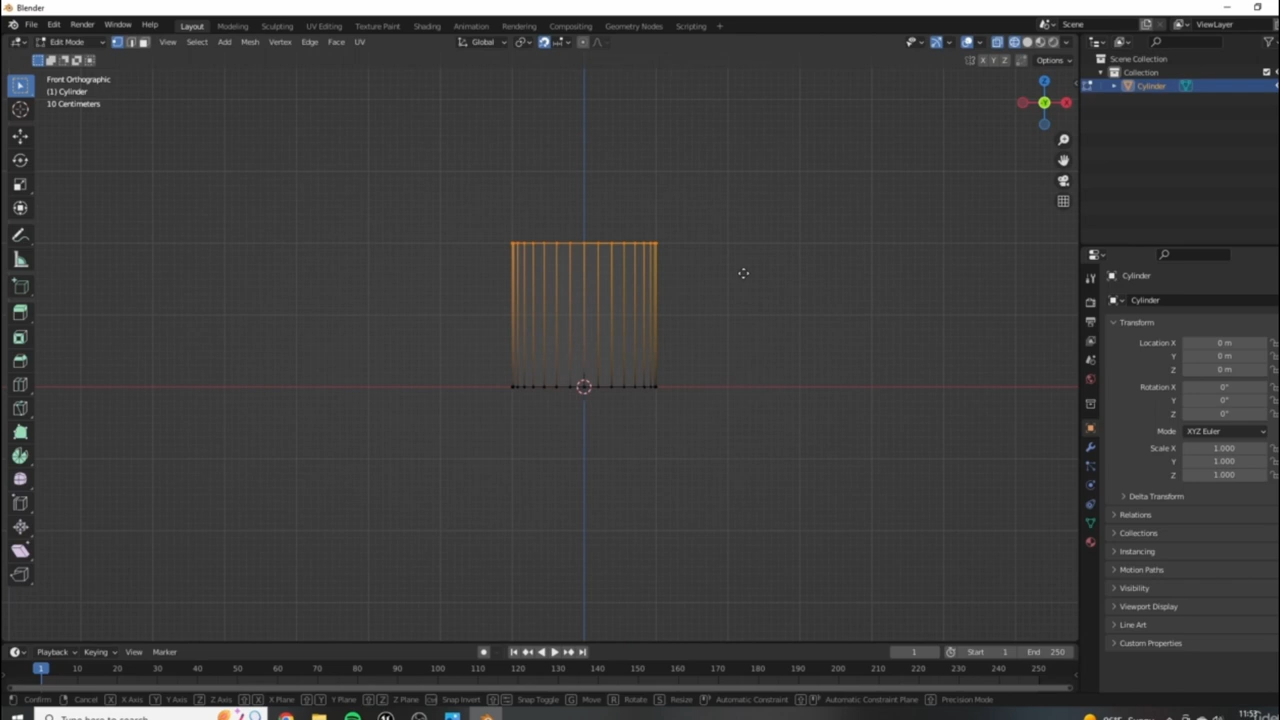 Blender
File Edit Render Window Help Layout Modeling Sculpting UV Editing Texture Paint Shading Animation Rendering Compositing Geometry Nodes Scripting + Scene ViewLayer
Edit Mode View Select Add Mesh Vertex Edge Face UV Global
X Y Z Options
Front Orthographic
(1) Cylinder
10 Centimeters
Z
Y
X
Scene Collection
Collection
Cylinder
Cylinder
Cylinder
Transform
Location X 0 m
Y 0 m
Z 0 m
Rotation X 0°
Y 0°
Z 0°
Mode XYZ Euler
Scale X 1.000
Y 1.000
Z 1.000
Delta Transform
Relations
Collections
Instancing
Motion Paths
Visibility
Viewport Display
Line Art
Custom Properties
Playback Keying View Marker 1 Start 1 End 250
1 10 20 30 40 50 60 70 80 90 100 110 120 130 140 150 160 170 180 190 200 210 220 230 240 250
Confirm Cancel X X Axis Y Y Axis Z Z Axis X X Plane Y Y Plane Z Z Plane Snap Invert Snap Toggle G Move R Rotate S Resize Automatic Constraint Automatic Constraint Plane Precision Mode
Type here to search